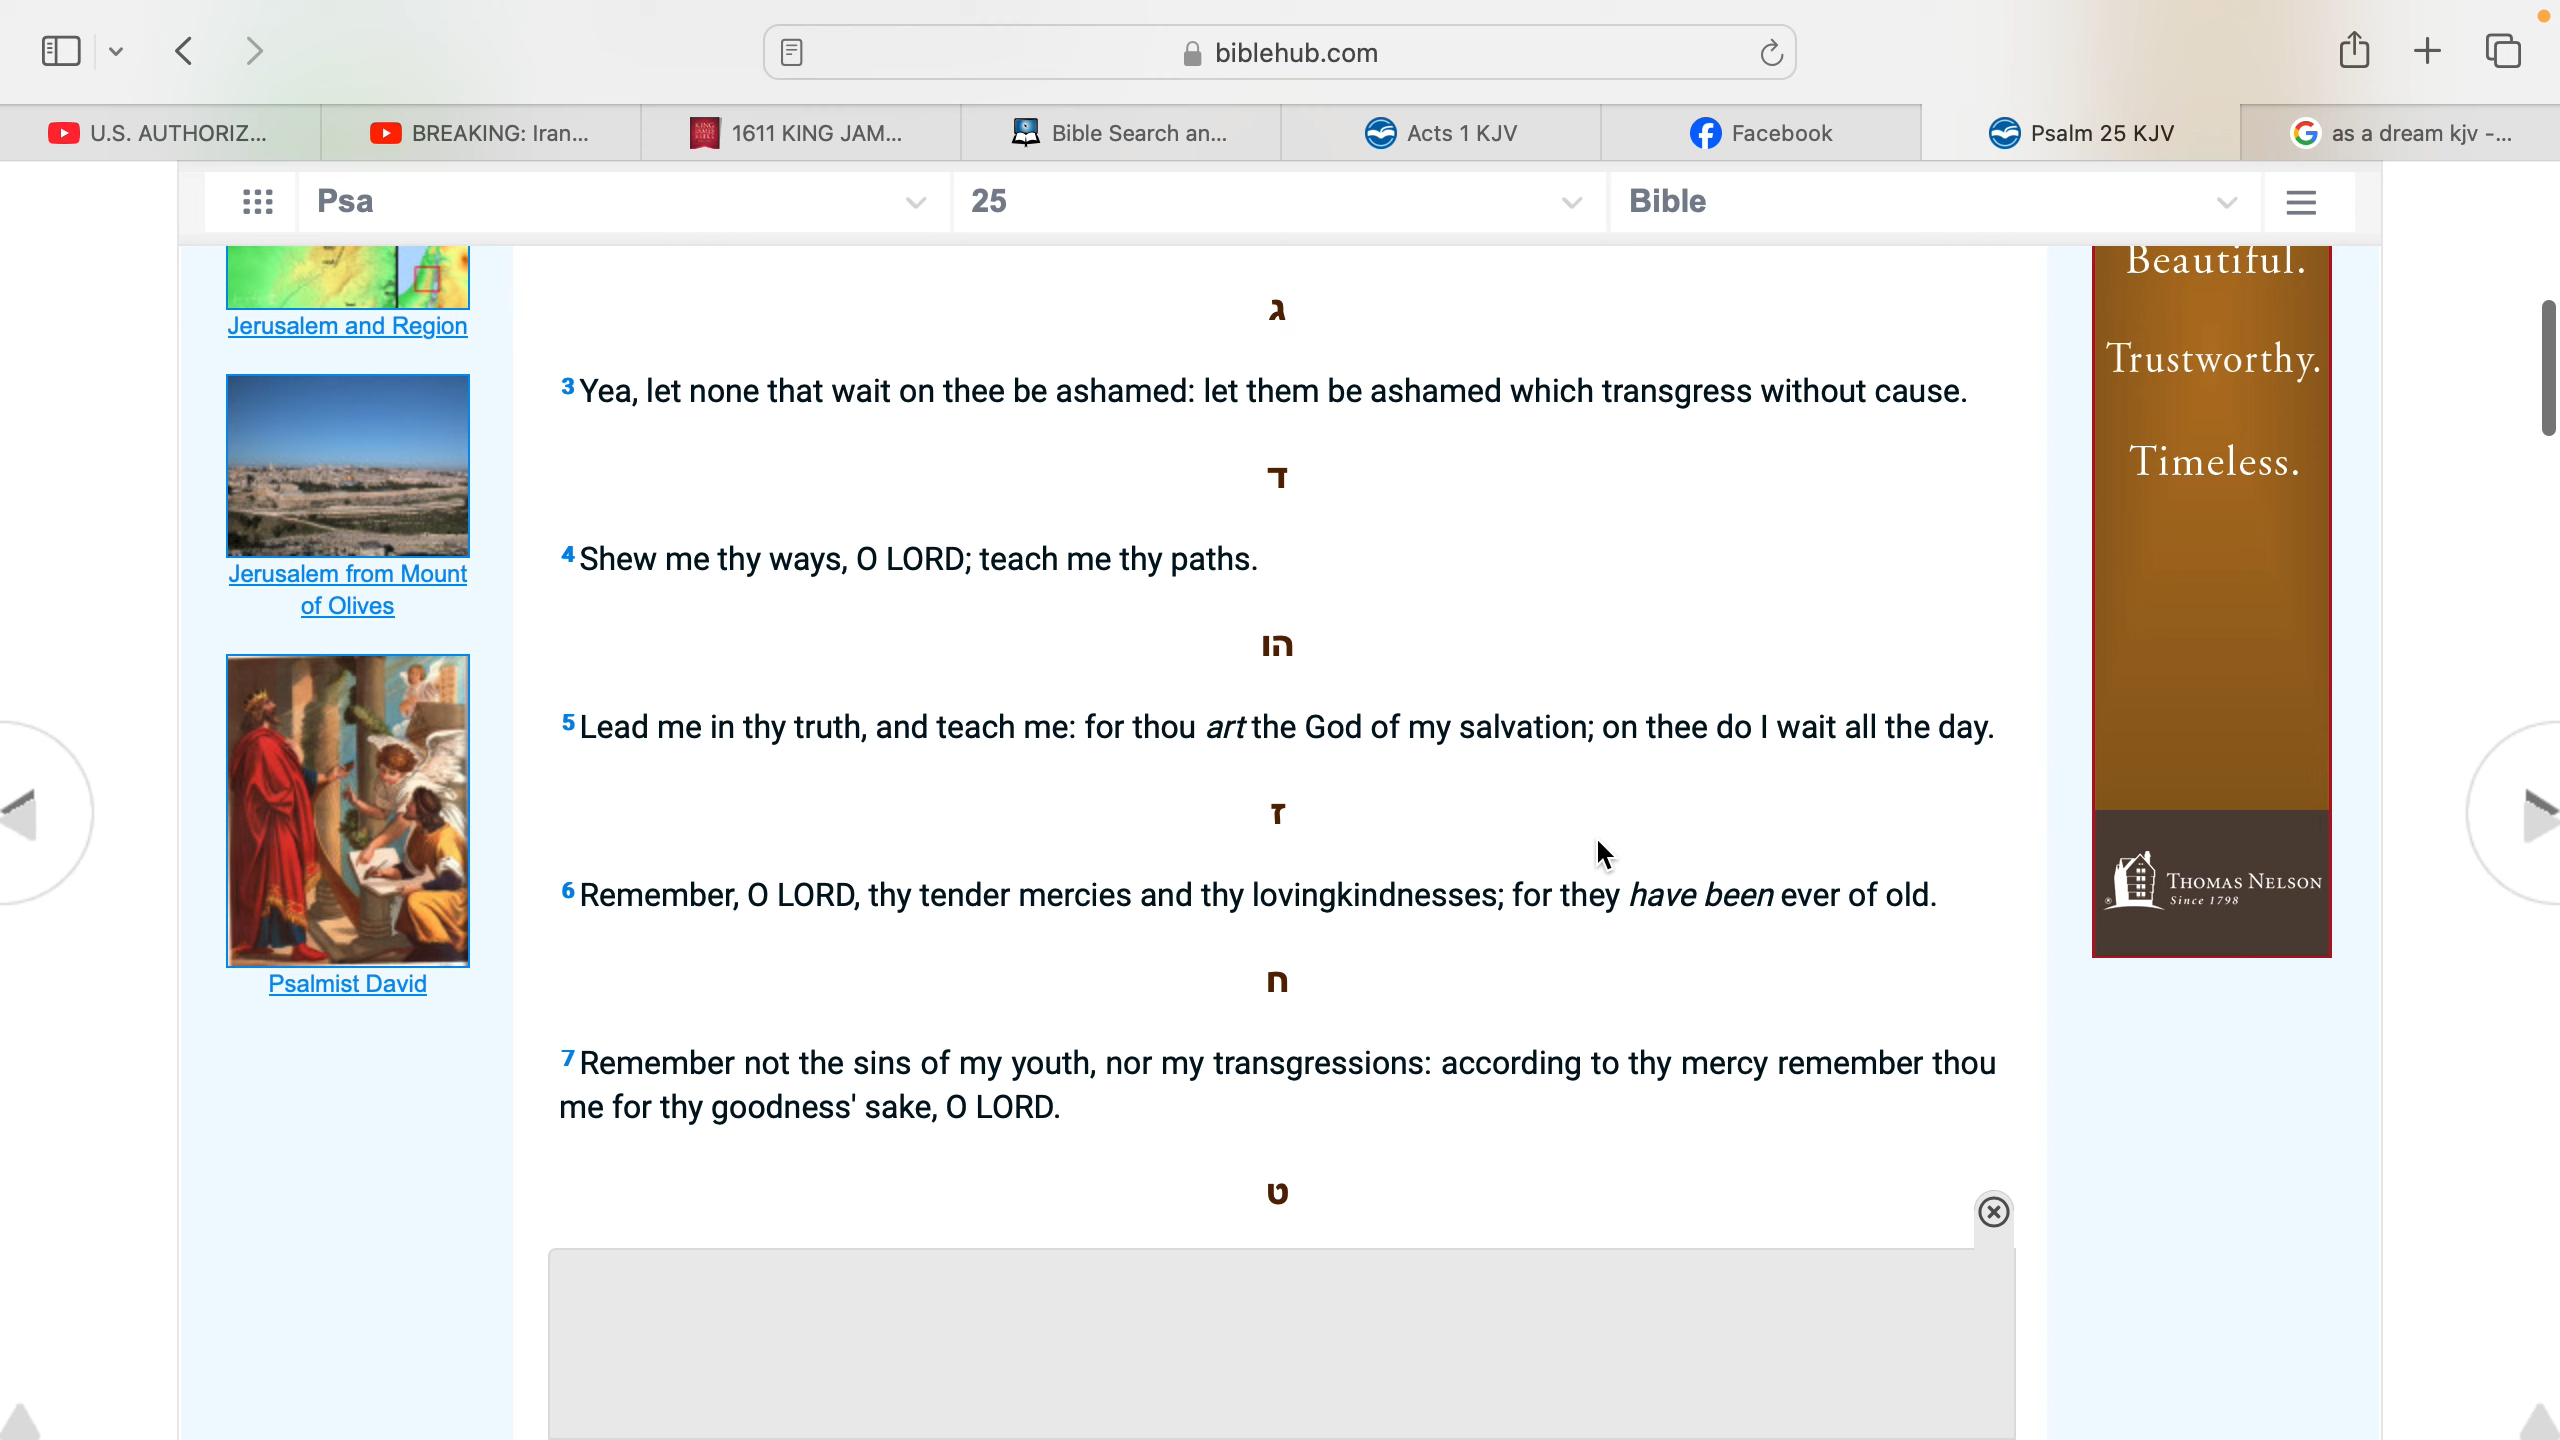 biblehub.com
U.S. AUTHORIZ...
BREAKING: Iran...
1611 KING JAM...
Bible Search an...
Acts 1 KJV
Facebook
Psalm 25 KJV
as a dream kjv -...
Psa
25
Bible
Jerusalem and Region
Jerusalem from Mount
of Olives
Psalmist David
ג
3 Yea, let none that wait on thee be ashamed: let them be ashamed which transgress without cause.
ד
4 Shew me thy ways, O LORD; teach me thy paths.
הו
5 Lead me in thy truth, and teach me: for thou art the God of my salvation; on thee do I wait all the day.
ז
6 Remember, O LORD, thy tender mercies and thy lovingkindnesses; for they have been ever of old.
ח
7 Remember not the sins of my youth, nor my transgressions: according to thy mercy remember thou
me for thy goodness' sake, O LORD.
ט
Beautiful.
Trustworthy.
Timeless.
THOMAS NELSON
Since 1798